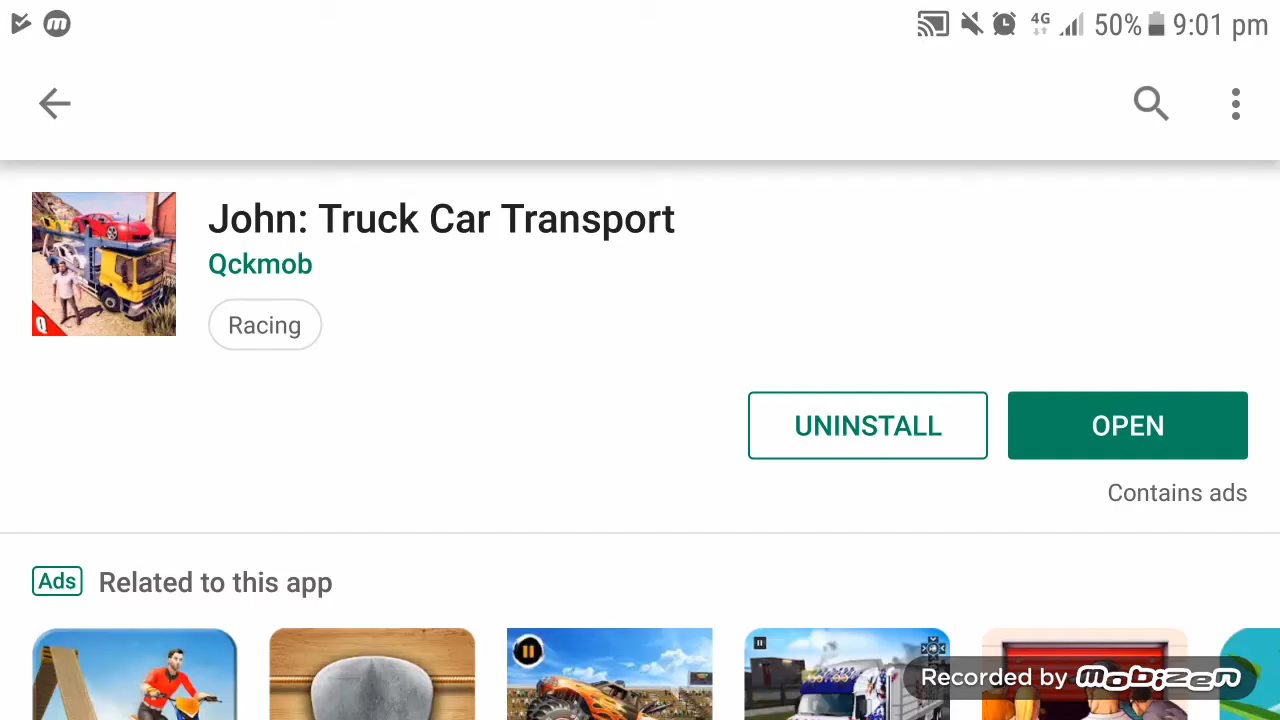 m 4G 50% 9:01 pm
John: Truck Car Transport
Qckmob
Q
Racing
UNINSTALL OPEN
Contains ads
Ads Related to this app
Recorded by mobizen